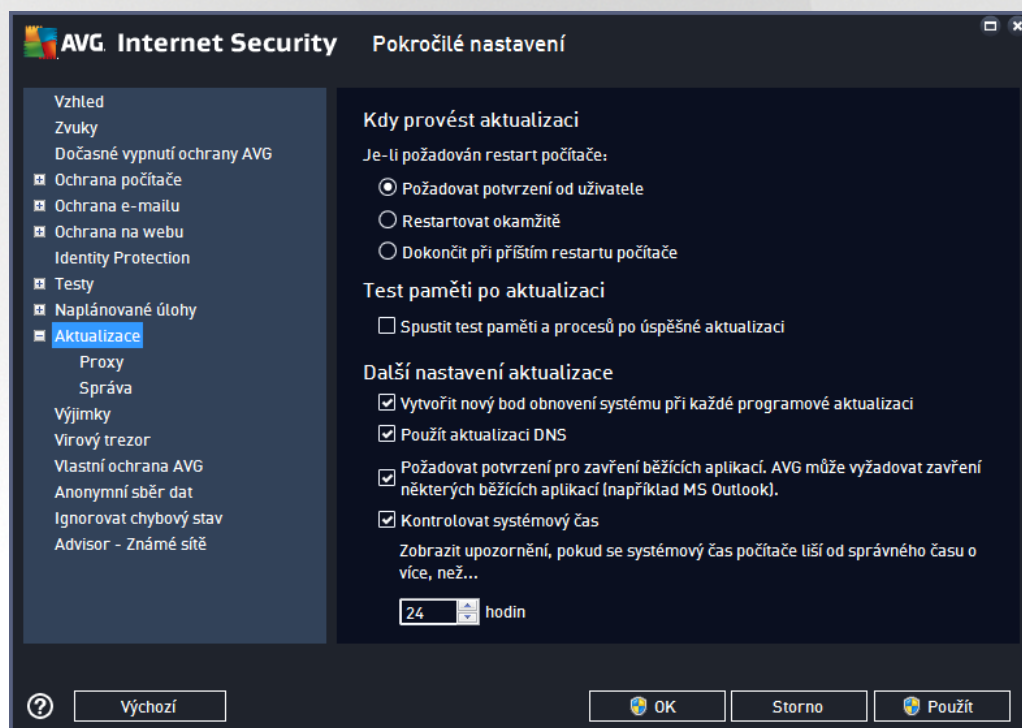 AVG. Internet Security Pokročilé nastavení
Vzhled
Zvuky
Dočasné vypnutí ochrany AVG
Ochrana počítače
Ochrana e-mailu
Ochrana na webu
Identity Protection
Testy
Naplánované úlohy
Aktualizace
Proxy
Správa
Výjimky
Virový trezor
Vlastní ochrana AVG
Anonymní sběr dat
Ignorovat chybový stav
Advisor - Známé sítě
Kdy provést aktualizaci
Je-li požadován restart počítače:
Požadovat potvrzení od uživatele
Restartovat okamžitě
Dokončit při příštím restartu počítače
Test paměti po aktualizaci
Spustit test paměti a procesů po úspěšné aktualizaci
Další nastavení aktualizace
Vytvořit nový bod obnovení systému při každé programové aktualizaci
Použít aktualizaci DNS
Požadovat potvrzení pro zavření běžících aplikací. AVG může vyžadovat zavření
některých běžících aplikací (například MS Outlook).
Kontrolovat systémový čas
Zobrazit upozornění, pokud se systémový čas počítače liší od správného času o
více, než...
24 hodin
? Výchozí OK Storno Použít